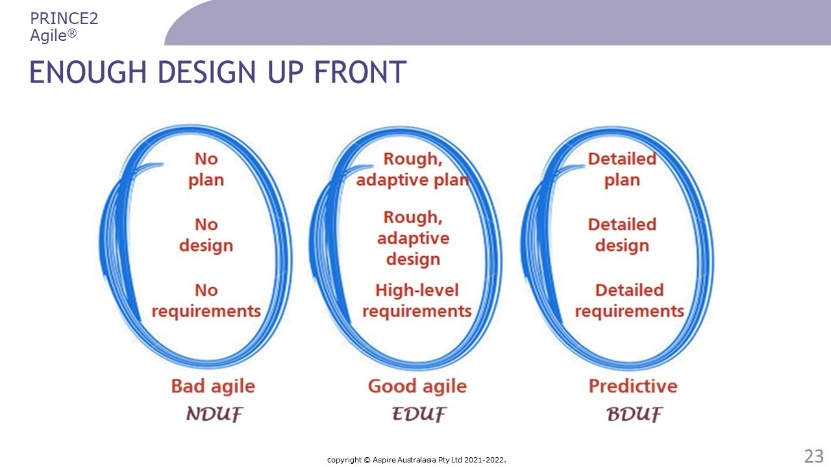 PRINCE2
Agile®
ENOUGH DESIGN UP FRONT
No
plan
No
design
No
requirements
Bad agile
NDUF
Rough,
adaptive plan
Rough,
adaptive
design
High-level
requirements
Good agile
EDUF
Detailed
plan
Detailed
design
Detailed
requirements
Predictive
BDUF
copyright © Aspire Australasia Pty Ltd 2021-2022.
23